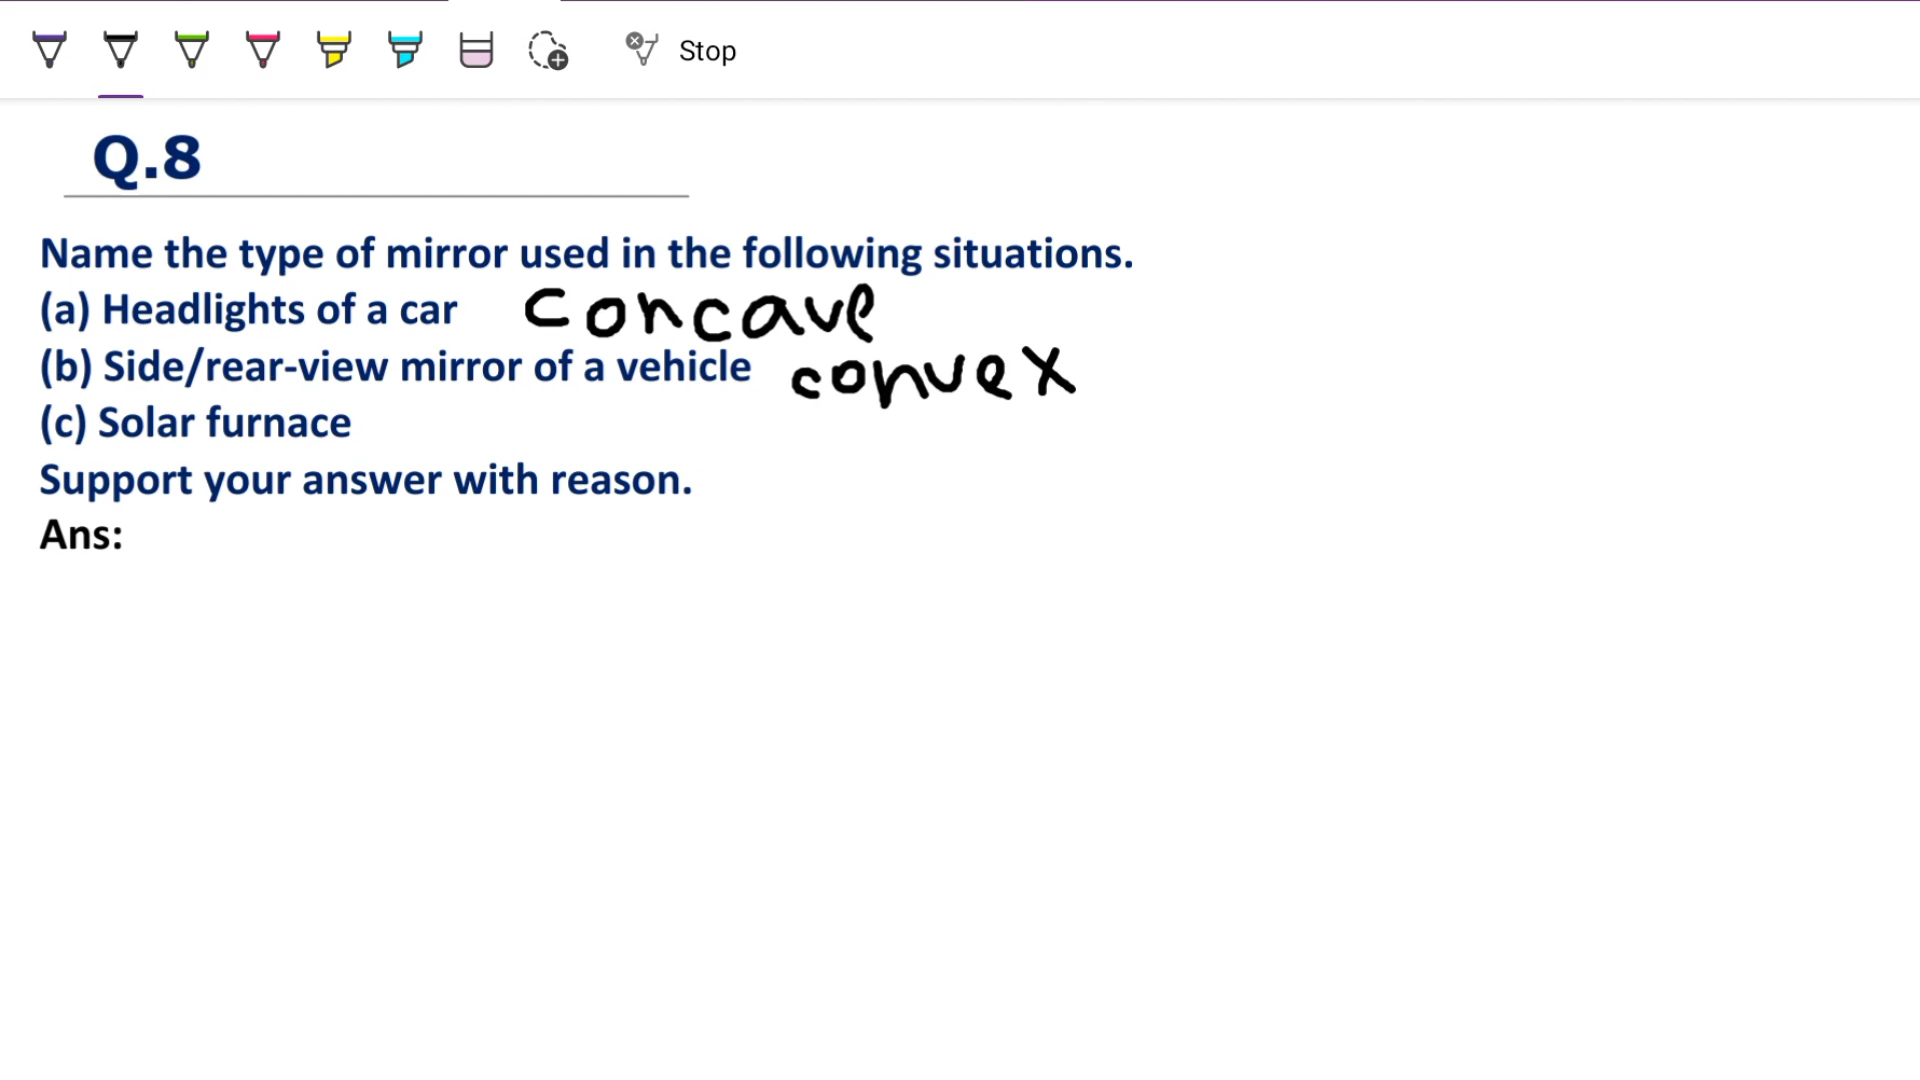 Stop
Q.8
Name the type of mirror used in the following situations.
(a) Headlights of a car concave
(b) Side/rear-view mirror of a vehicle convex
(c) Solar furnace
Support your answer with reason.
Ans: